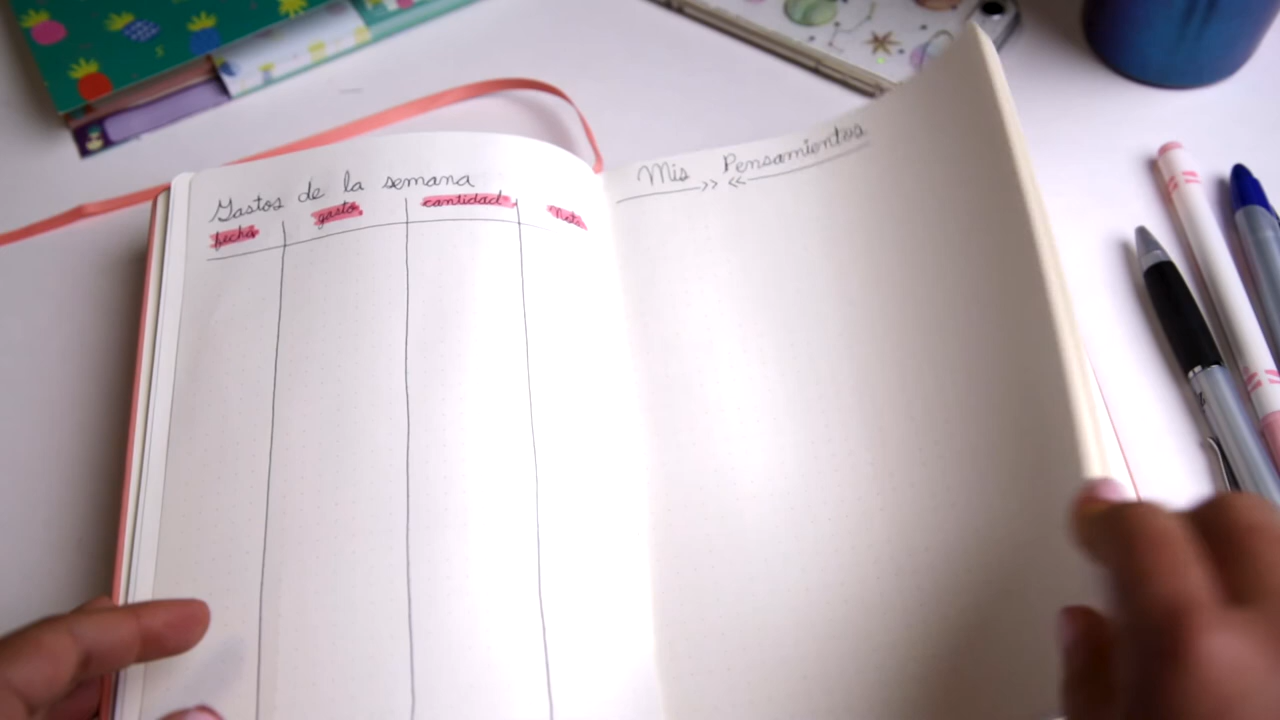 Gastos de la semana
fecha gasto cantidad Nota
Mis >> << Pensamientos